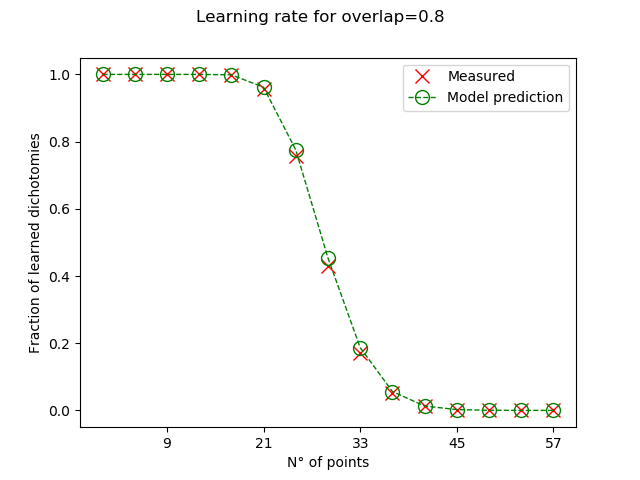 Learning rate for overlap=0.8
Measured
Model prediction
Fraction of learned dichotomies
1.0
0.8
0.6
0.4
0.2
0.0
9 21 33 45 57
N° of points